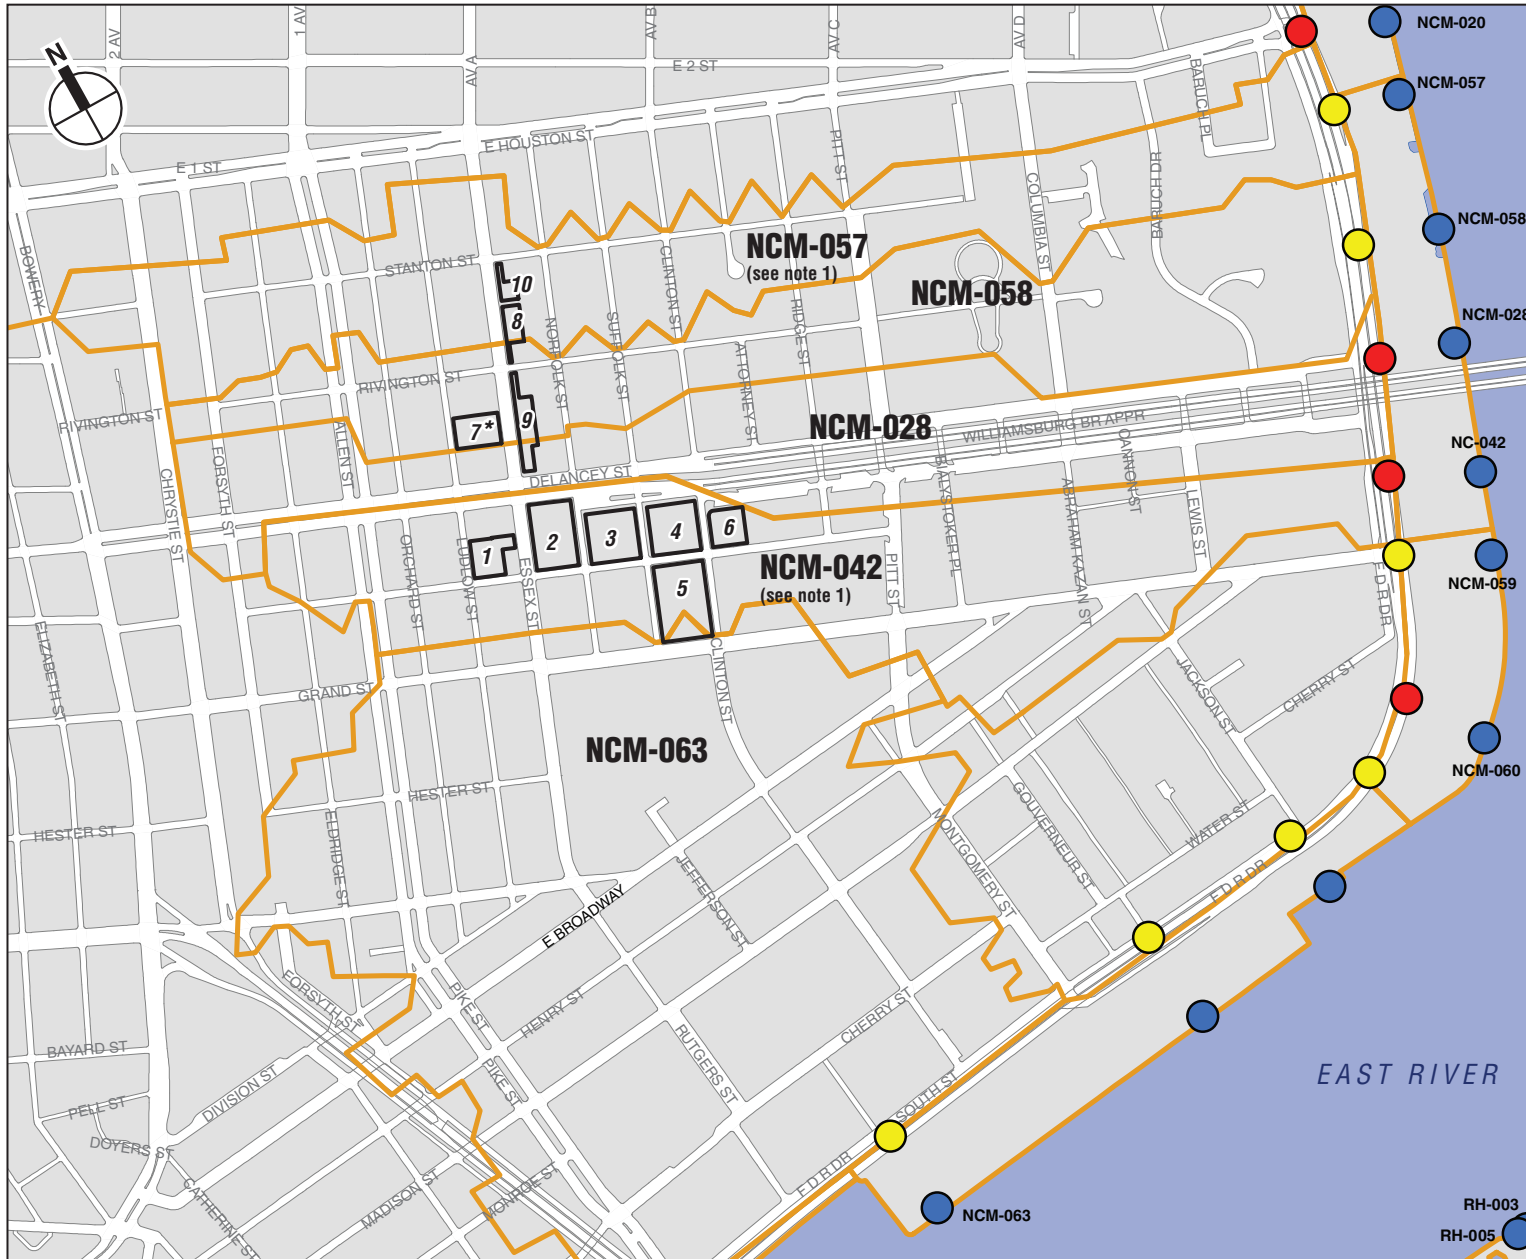 N
2 AV
1 AV
AV A
AV B
AV C
AV D
E 2 ST
E HOUSTON ST
E 1 ST
BARUCH PL
PITT ST
COLUMBIA ST
BARUCH DR
NCM-020
NCM-057
NCM-058
NCM-028
NC-042
NCM-059
NCM-060
BOWERY
STANTON ST
CLINTON ST
NCM-057
(see note 1)
NCM-058
10
8
NORFOLK ST
SUFFOLK ST
RIDGE ST
ATTORNEY ST
RIVINGTON ST
RIVINGTON ST
7*
9
NCM-028
WILLIAMSBURG BR APPR
ALLEN ST
FORSYTH ST
CHRYSTIE ST
DELANCEY ST
CANNON ST
BIALYSTOKER PL
ABRAHAM KAZAN ST
LEWIS ST
1
2
3
4
5
6
NCM-042
(see note 1)
ORCHARD ST
LUDLOW ST
ESSEX ST
PITT ST
F D R DR
ELIZABETH ST
GRAND ST
CLINTON ST
JACKSON ST
CHERRY ST
NCM-063
HESTER ST
HESTER ST
ELDRIDGE ST
E BROADWAY
JEFFERSON ST
MONTGOMERY ST
GOUVERNEUR ST
WATER ST
F D R DR
FORSYTH ST
PIKE ST
HENRY ST
PIKE ST
RUTGERS ST
CHERRY ST
BAYARD ST
DIVISION ST
PELL ST
DOYERS ST
CATHERINE ST
MADISON ST
MONROE ST
SOUTH ST
F D R DR
EAST RIVER
NCM-063
RH-003
RH-005